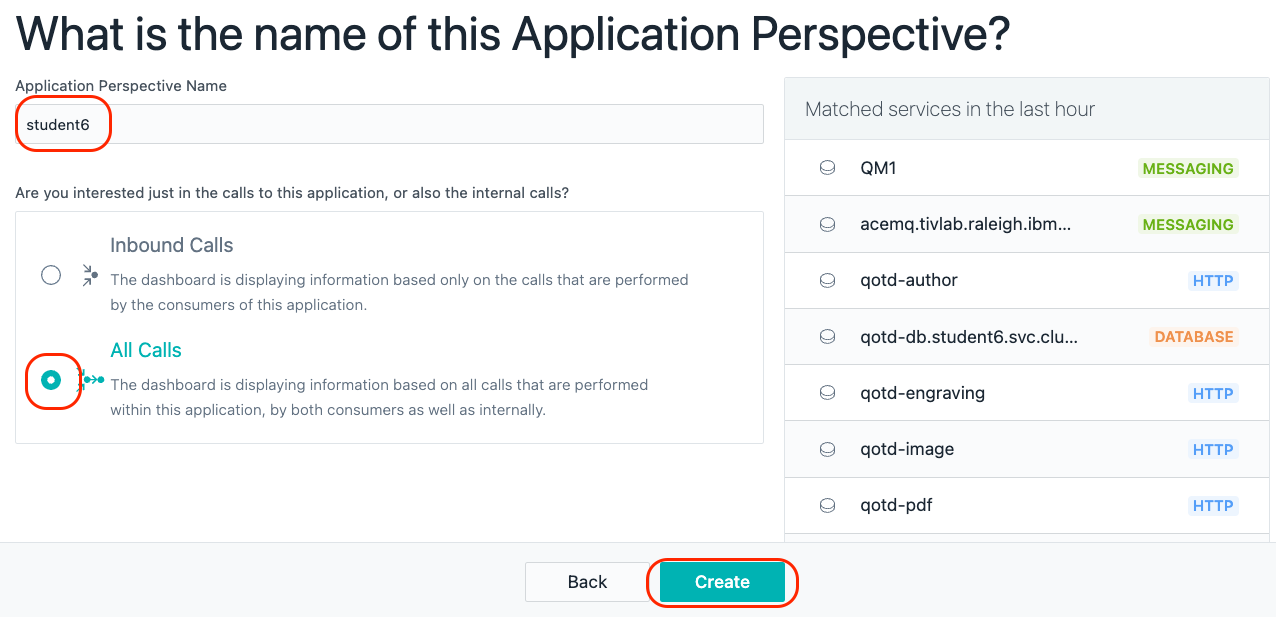 What is the name of this Application Perspective?
Application Perspective Name
student6
Are you interested just in the calls to this application, or also the internal calls?
Inbound Calls
The dashboard is displaying information based only on the calls that are performed
by the consumers of this application.
All Calls
The dashboard is displaying information based on all calls that are performed
within this application, by both consumers as well as internally.
Matched services in the last hour
QM1 MESSAGING
acemq.tivlab.raleigh.ibm... MESSAGING
qotd-author HTTP
qotd-db.student6.svc.clu... DATABASE
qotd-engraving HTTP
qotd-image HTTP
qotd-pdf HTTP
Back Create